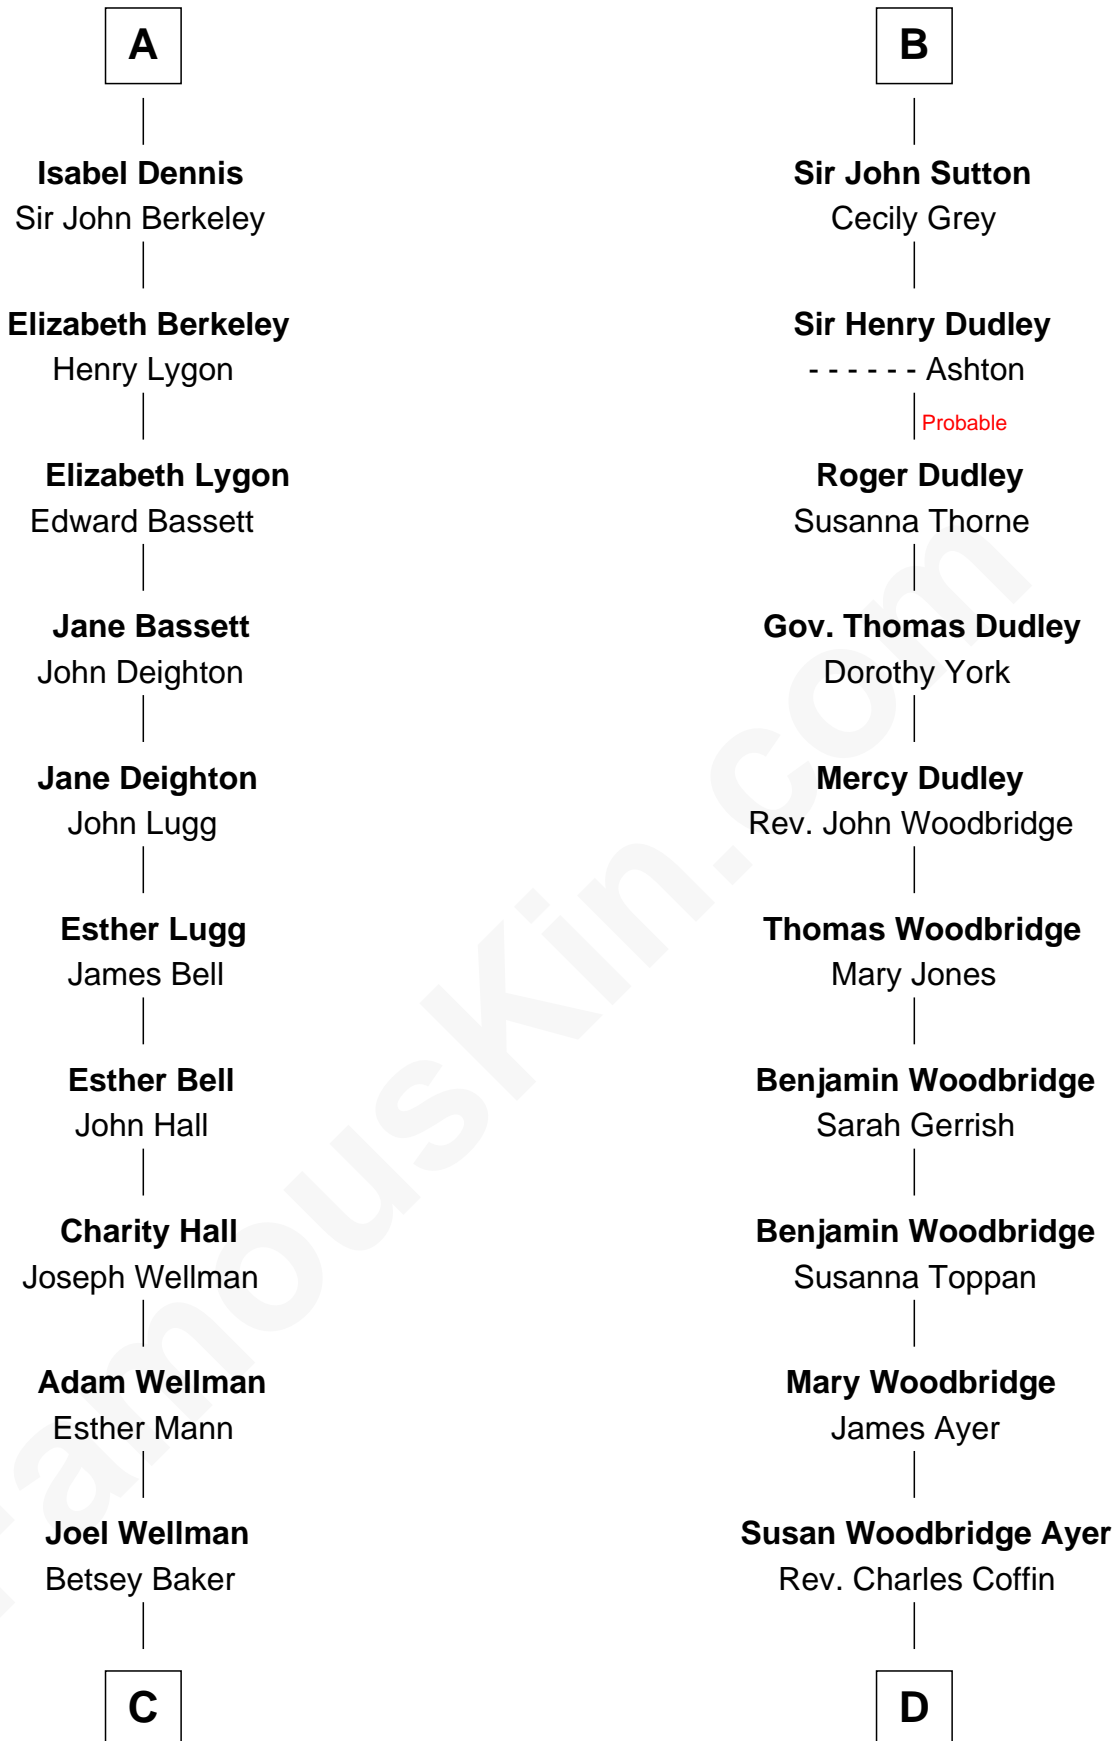 A
Isabel Dennis
Sir John Berkeley
Elizabeth Berkeley
Henry Lygon
Elizabeth Lygon
Edward Bassett
Jane Bassett
John Deighton
Jane Deighton
John Lugg
Esther Lugg
James Bell
Esther Bell
John Hall
Charity Hall
Joseph Wellman
Adam Wellman
Esther Mann
Joel Wellman
Betsey Baker
C
B
Sir John Sutton
Cecily Grey
Sir Henry Dudley
- - - - - - Ashton
Probable
Roger Dudley
Susanna Thorne
Gov. Thomas Dudley
Dorothy York
Mercy Dudley
Rev. John Woodbridge
Thomas Woodbridge
Mary Jones
Benjamin Woodbridge
Sarah Gerrish
Benjamin Woodbridge
Susanna Toppan
Mary Woodbridge
James Ayer
Susan Woodbridge Ayer
Rev. Charles Coffin
D
FamousKin.com